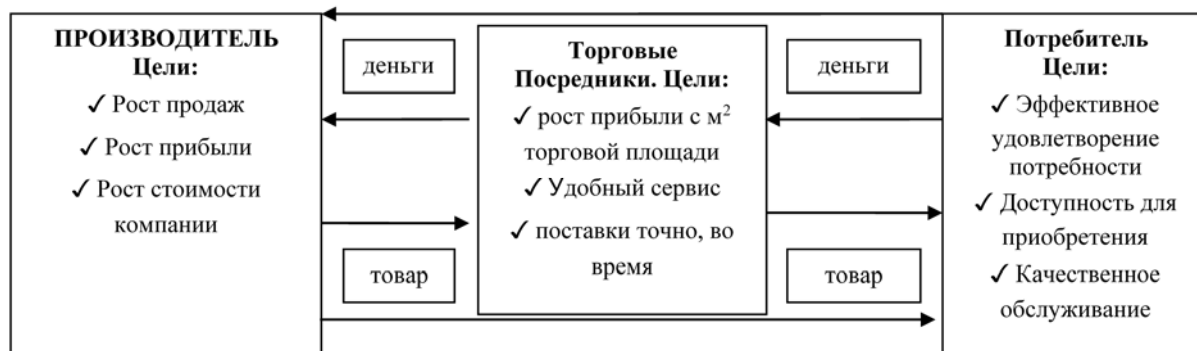 ПРОИЗВОДИТЕЛЬ
Цели:
✓ Рост продаж
✓ Рост прибыли
✓ Рост стоимости
компании
деньги
товар
Торговые
Посредники. Цели:
✓ рост прибыли с м²
торговой площади
✓ Удобный сервис
✓ поставки точно, во
время
деньги
товар
Потребитель
Цели:
✓ Эффективное
удовлетворение
потребности
✓ Доступность для
приобретения
✓ Качественное
обслуживание